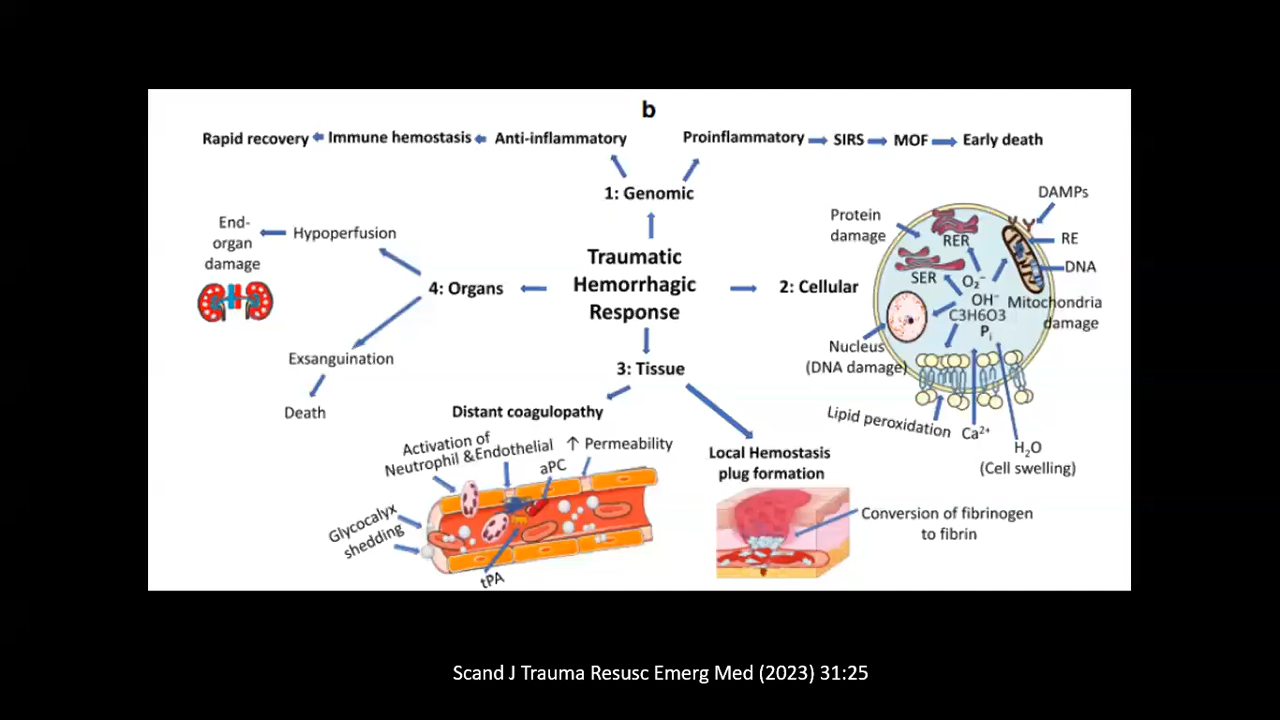 b
Rapid recovery
Immune hemostasis
Anti-inflammatory
Proinflammatory
SIRS
MOF
Early death
1: Genomic
Traumatic
Hemorrhagic
Response
2: Cellular
Protein
damage
RER
SER
DAMPs
RE
DNA
Mitochondria
damage
O₂⁻
OH⁻
C3H6O3
Pᵢ
Nucleus
(DNA damage)
Lipid peroxidation
Ca²⁺
H₂O
(Cell swelling)
3: Tissue
Distant coagulopathy
Activation of
Neutrophil &Endothelial
↑ Permeability
aPC
Glycocalyx
shedding
tPA
Local Hemostasis
plug formation
Conversion of fibrinogen
to fibrin
4: Organs
Hypoperfusion
End-
organ
damage
Exsanguination
Death
Scand J Trauma Resusc Emerg Med (2023) 31:25